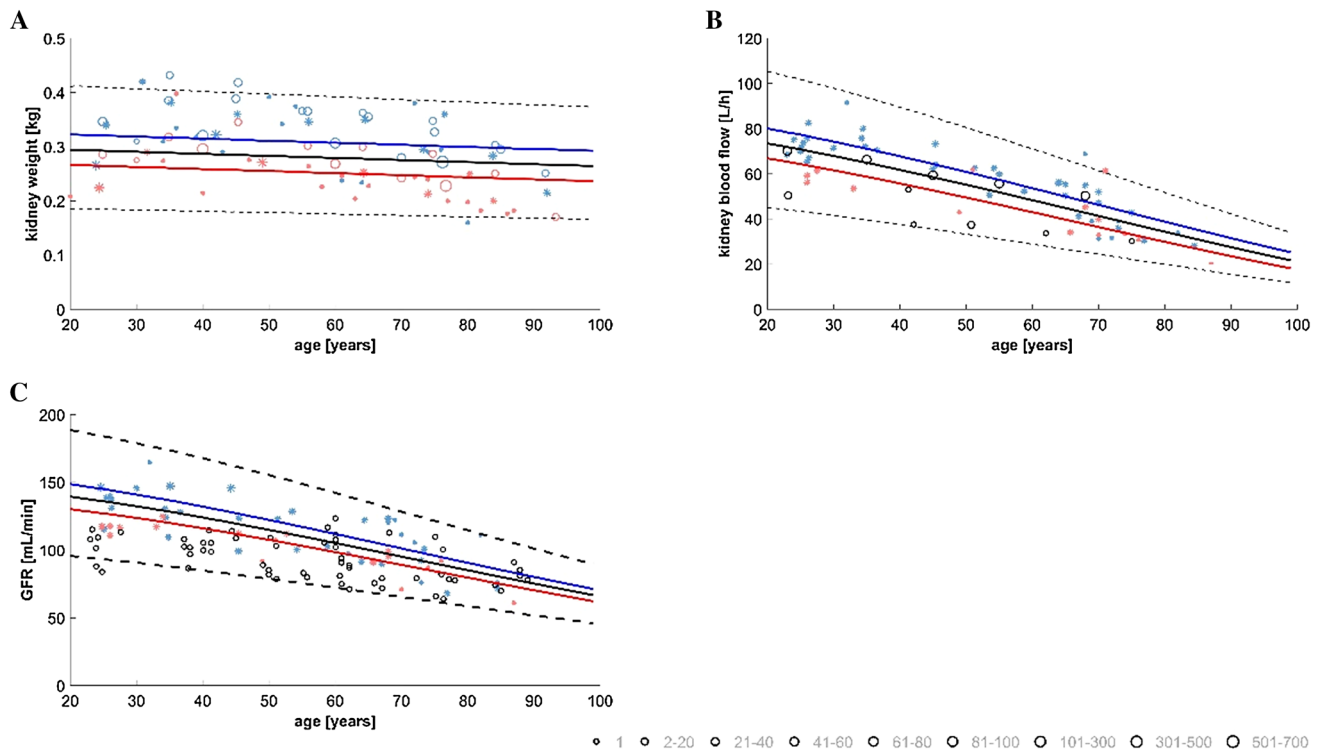 A
kidney weight [kg]
0.5
0.4
0.3
0.2
0.1
0
20 30 40 50 60 70 80 90 100
age [years]
B
kidney blood flow [L/h]
120
100
80
60
40
20
0
20 30 40 50 60 70 80 90 100
age [years]
C
GFR [mL/min]
200
150
100
50
0
20 30 40 50 60 70 80 90 100
age [years]
1 2-20 21-40 41-60 61-80 81-100 101-300 301-500 501-700